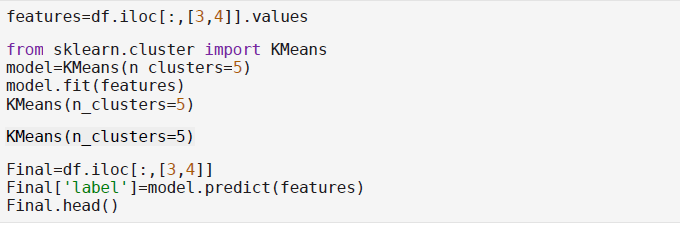 features=df.iloc[:,[3,4]].values
from sklearn.cluster import KMeans
model=KMeans(n clusters=5)
model.fit(features)
KMeans(n_clusters=5)
KMeans(n_clusters=5)
Final=df.iloc[:,[3,4]]
Final['label']=model.predict(features)
Final.head()